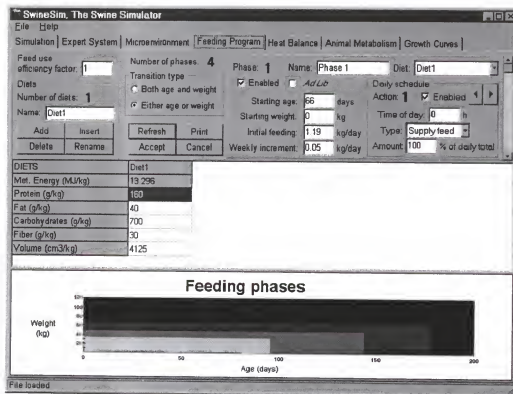 SwineSim, The Swine Simulator
File Help
Simulation | Expert System | Microenvironment | Feeding Program | Heat Balance | Animal Metabolism | Growth Curves
Feed use
efficiency factor: 1
Diets
Number of diets: 1
Name: Diet1
Add Insert
Delete Rename
Number of phases: 4
Transition type
Both age and weight
Either age or weight
Refresh Print
Accept Cancel
Phase: 1 Name: Phase 1 Diet: Diet1
Enabled Ad Lib
Starting age: 66 days
Starting weight: 0 kg
Initial feeding: 1.19 kg/day
Weekly increment: 0.05 kg/day
Daily schedule
Action: 1 Enabled
Time of day: 0 h
Type: Supply feed
Amount: 100 % of daily total
DIETS Diet1
Met. Energy (MJ/kg) 13.296
Protein (g/kg) 160
Fat (g/kg) 40
Carbohydrates (g/kg) 700
Fiber (g/kg) 30
Volume (cm3/kg) 4125
Feeding phases
Weight
(kg)
120
100
80
60
40
20
0 50 100 150 200
Age (days)
File loaded